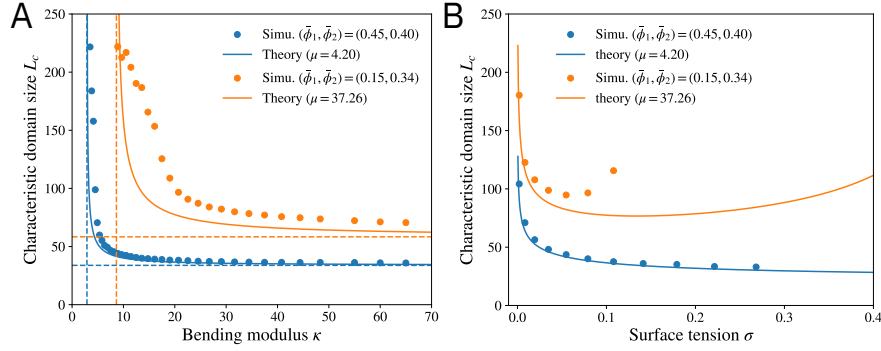 A
Characteristic domain size L_c
250
200
150
100
50
0
Simu. (ϕ̄₁, ϕ̄₂) = (0.45, 0.40)
Theory (μ = 4.20)
Simu. (ϕ̄₁, ϕ̄₂) = (0.15, 0.34)
Theory (μ = 37.26)
0 10 20 30 40 50 60 70
Bending modulus κ
B
Characteristic domain size L_c
250
200
150
100
50
0
Simu. (ϕ̄₁, ϕ̄₂) = (0.45, 0.40)
theory (μ = 4.20)
Simu. (ϕ̄₁, ϕ̄₂) = (0.15, 0.34)
theory (μ = 37.26)
0.0 0.1 0.2 0.3 0.4
Surface tension σ